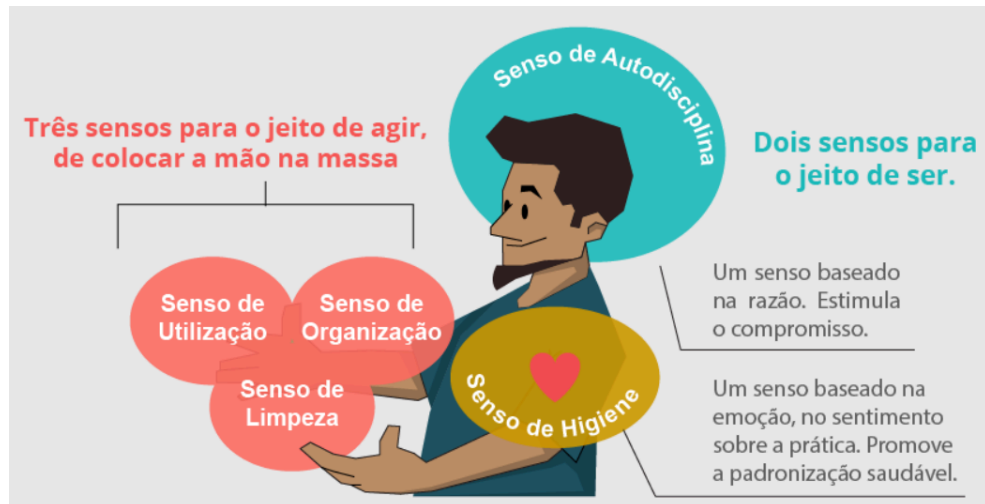 Senso de Autodisciplina
Três sensos para o jeito de agir,
de colocar a mão na massa
Dois sensos para
o jeito de ser.
Senso de
Utilização
Senso de
Organização
Senso de
Limpeza
Um senso baseado
na razão. Estimula
o compromisso.
Senso de Higiene
Um senso baseado na
emoção, no sentimento
sobre a prática. Promove
a padronização saudável.